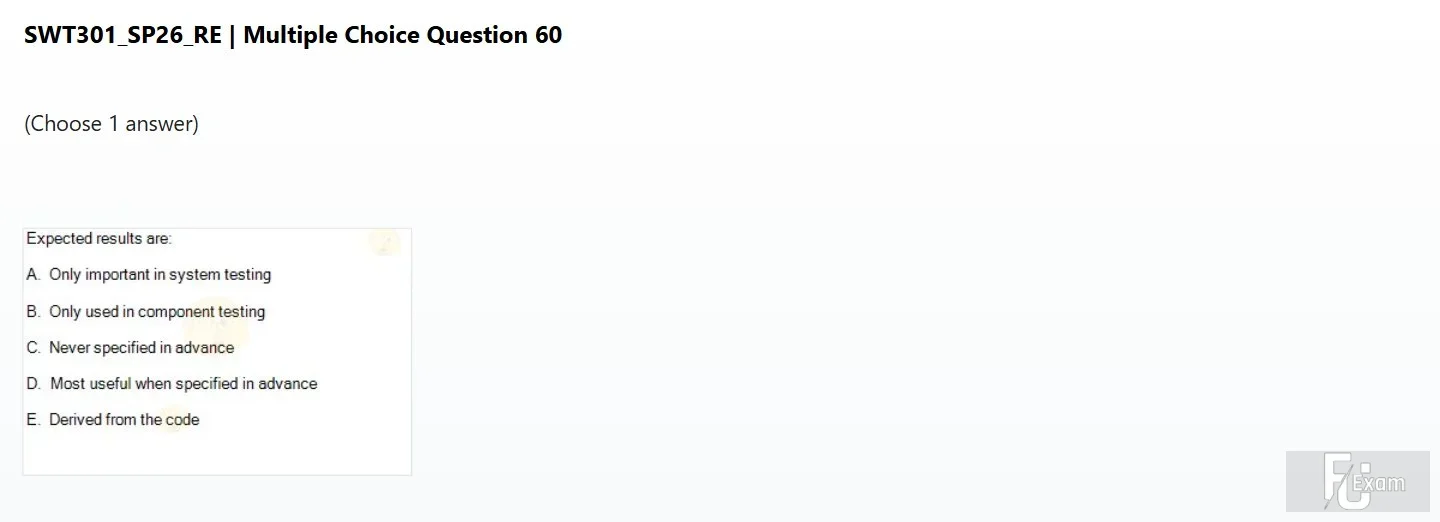 SWT301_SP26_RE | Multiple Choice Question 60
(Choose 1 answer)
Expected results are:
A. Only important in system testing
B. Only used in component testing
C. Never specified in advance
D. Most useful when specified in advance
E. Derived from the code
FU Exam